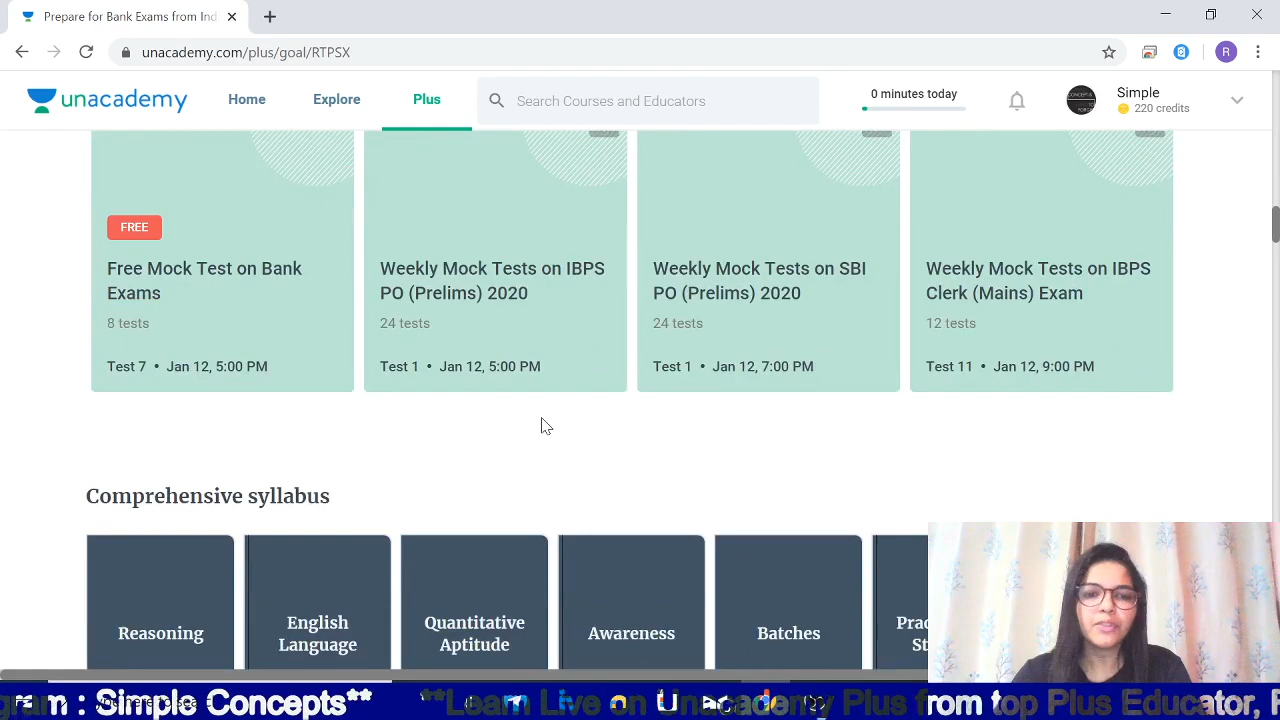 Prepare for Bank Exams from Ind
unacademy.com/plus/goal/RTPSX
R
unacademy
Home
Explore
Plus
Search Courses and Educators
0 minutes today
Simple
220 credits
FREE
Free Mock Test on Bank
Exams
8 tests
Test 7 • Jan 12, 5:00 PM
Weekly Mock Tests on IBPS
PO (Prelims) 2020
24 tests
Test 1 • Jan 12, 5:00 PM
Weekly Mock Tests on SBI
PO (Prelims) 2020
24 tests
Test 1 • Jan 12, 7:00 PM
Weekly Mock Tests on IBPS
Clerk (Mains) Exam
12 tests
Test 11 • Jan 12, 9:00 PM
Comprehensive syllabus
Reasoning
English
Language
Quantitative
Aptitude
Awareness
Batches
gram : Simple Concepts** **Learn Live on Unacademy Plus from top Plus Educator,